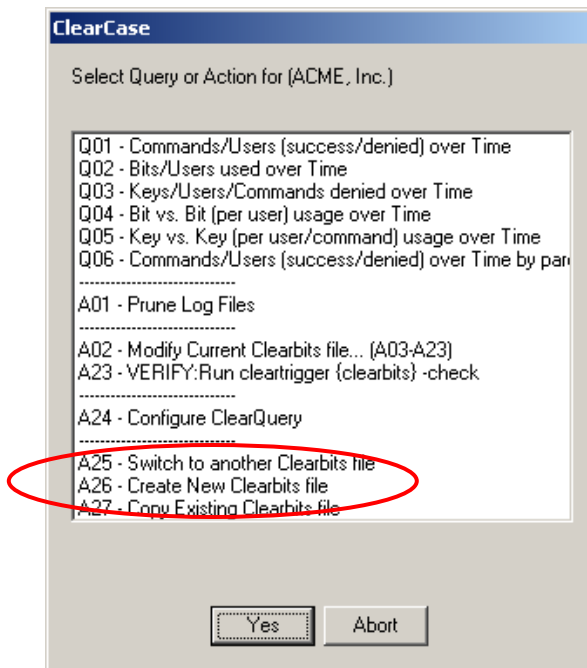 ClearCase
Select Query or Action for (ACME, Inc.)
Q01 - Commands/Users (success/denied) over Time
Q02 - Bits/Users used over Time
Q03 - Keys/Users/Commands denied over Time
Q04 - Bit vs. Bit (per user) usage over Time
Q05 - Key vs. Key (per user/command) usage over Time
Q06 - Commands/Users (success/denied) over Time by pare
-----------------------------
A01 - Prune Log Files
-----------------------------
A02 - Modify Current Clearbits file... (A03-A23)
A23 - VERIFY:Run cleartrigger {clearbits} -check
-----------------------------
A24 - Configure ClearQuery
-----------------------------
A25 - Switch to another Clearbits file
A26 - Create New Clearbits file
A27 - Copy Existing Clearbits file
Yes Abort